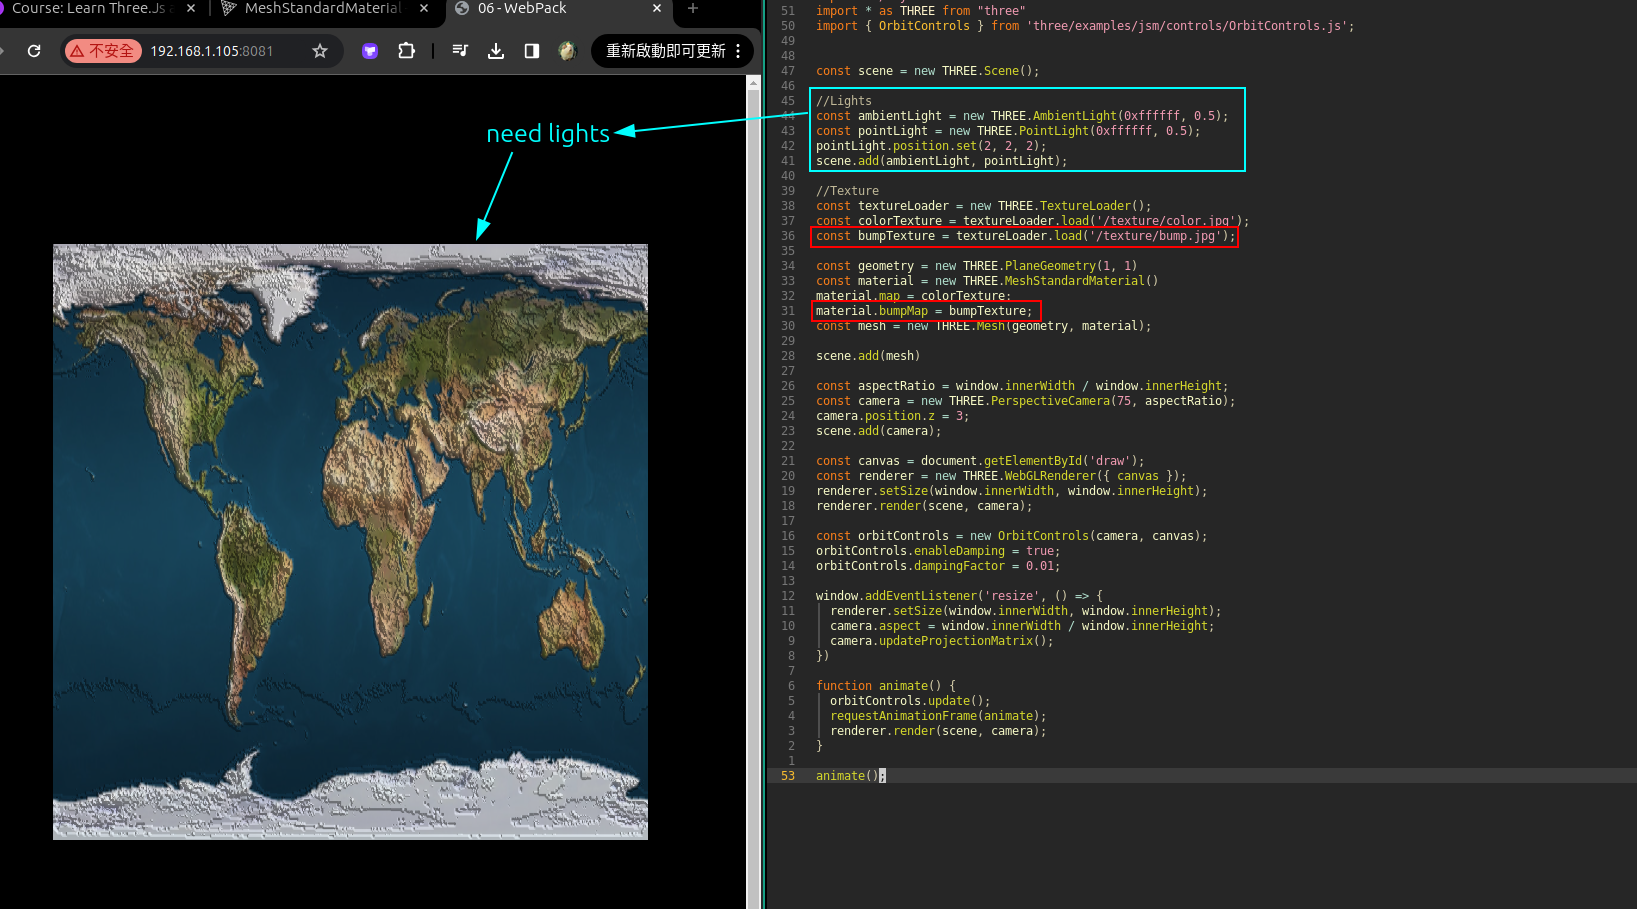 Course: Learn Three.Js a
MeshStandardMaterial
06 - WebPack
不安全
192.168.1.105:8081
重新啟動即可更新
need lights
51 import * as THREE from "three"
50 import { OrbitControls } from 'three/examples/jsm/controls/OrbitControls.js';
49
48
47 const scene = new THREE.Scene();
46
45 //Lights
44 const ambientLight = new THREE.AmbientLight(0xffffff, 0.5);
43 const pointLight = new THREE.PointLight(0xffffff, 0.5);
42 pointLight.position.set(2, 2, 2);
41 scene.add(ambientLight, pointLight);
40
39 //Texture
38 const textureLoader = new THREE.TextureLoader();
37 const colorTexture = textureLoader.load('/texture/color.jpg');
36 const bumpTexture = textureLoader.load('/texture/bump.jpg');
35
34 const geometry = new THREE.PlaneGeometry(1, 1)
33 const material = new THREE.MeshStandardMaterial()
32 material.map = colorTexture;
31 material.bumpMap = bumpTexture;
30 const mesh = new THREE.Mesh(geometry, material);
29
28 scene.add(mesh)
27
26 const aspectRatio = window.innerWidth / window.innerHeight;
25 const camera = new THREE.PerspectiveCamera(75, aspectRatio);
24 camera.position.z = 3;
23 scene.add(camera);
22
21 const canvas = document.getElementById('draw');
20 const renderer = new THREE.WebGLRenderer({ canvas });
19 renderer.setSize(window.innerWidth, window.innerHeight);
18 renderer.render(scene, camera);
17
16 const orbitControls = new OrbitControls(camera, canvas);
15 orbitControls.enableDamping = true;
14 orbitControls.dampingFactor = 0.01;
13
12 window.addEventListener('resize', () => {
11 renderer.setSize(window.innerWidth, window.innerHeight);
10 camera.aspect = window.innerWidth / window.innerHeight;
9 camera.updateProjectionMatrix();
8 })
7
6 function animate() {
5 orbitControls.update();
4 requestAnimationFrame(animate);
3 renderer.render(scene, camera);
2 }
1
53 animate();